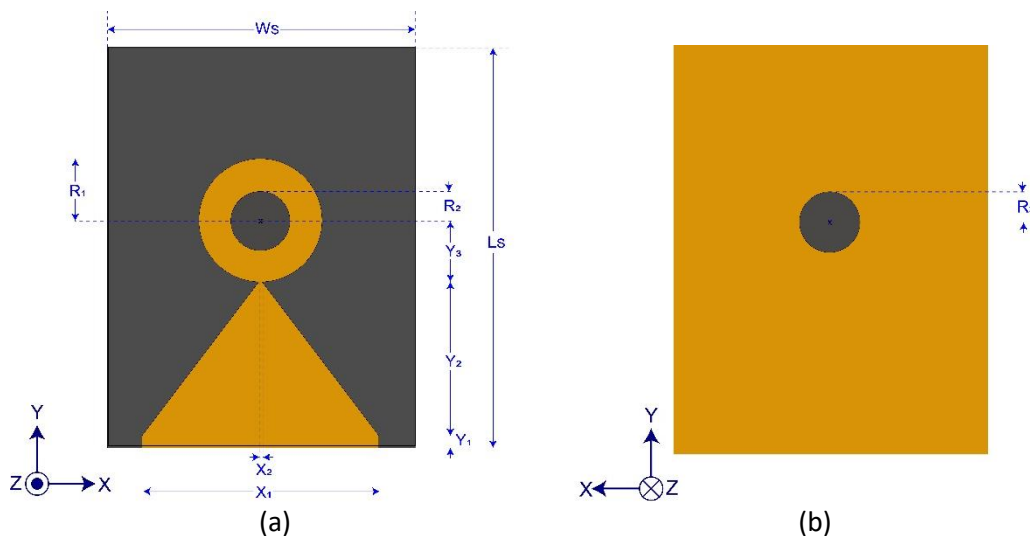 Ws
R₁
R₂
Y₃
Ls
Y₂
Y₁
X₂
X₁
Y
Z
X
(a)
R
Y
X
Z
(b)